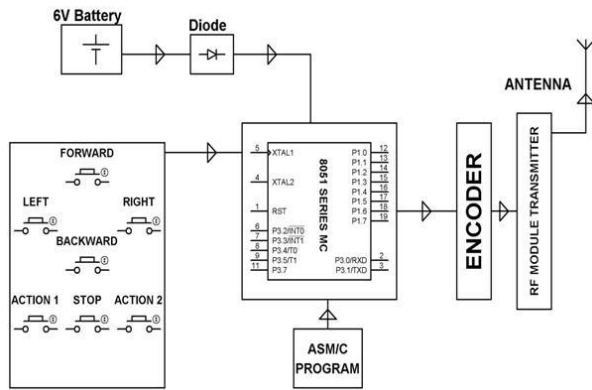 6V Battery
Diode
ANTENNA
FORWARD
LEFT
RIGHT
BACKWARD
ACTION 1
STOP
ACTION 2
5
XTAL1
4
XTAL2
1
RST
6
P3.2/INT0
7
P3.3/INT1
8
P3.4/T0
9
P3.5/T1
11
P3.7
8051 SERIES MC
P1.0
12
P1.1
13
P1.2
14
P1.3
15
P1.4
16
P1.5
17
P1.6
18
P1.7
19
P3.0/RXD
2
P3.1/TXD
3
ENCODER
RF MODULE TRANSMITTER
ASM/C
PROGRAM